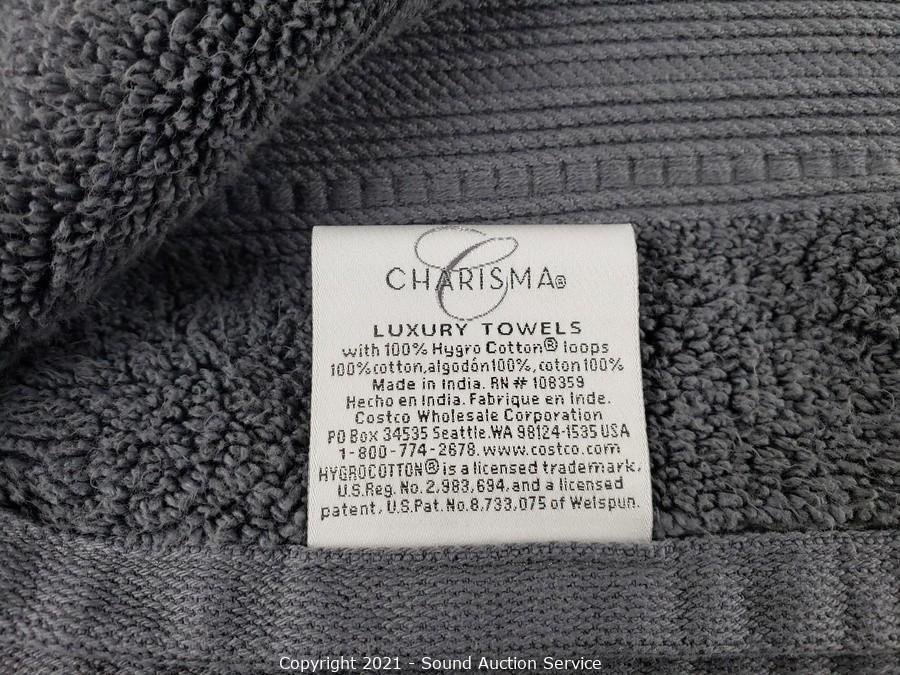 CHARISMA®
LUXURY TOWELS
with 100% Hygro Cotton® loops
100%cotton,algodón100%,coton100%
Made in India. RN# 108359
Hecho en India. Fabrique en Inde.
Costco Wholesale Corporation
PO Box 34535 Seattle.WA 98124-1535 USA
1-800-774-2678. www.costco.com
HYGROCOTTON® is a licensed trademark,
U.S.Reg. No. 2,983,694,and a licensed
patent, U.S.Pat. No.8,733,075 of Welspun.
Copyright 2021 - Sound Auction Service